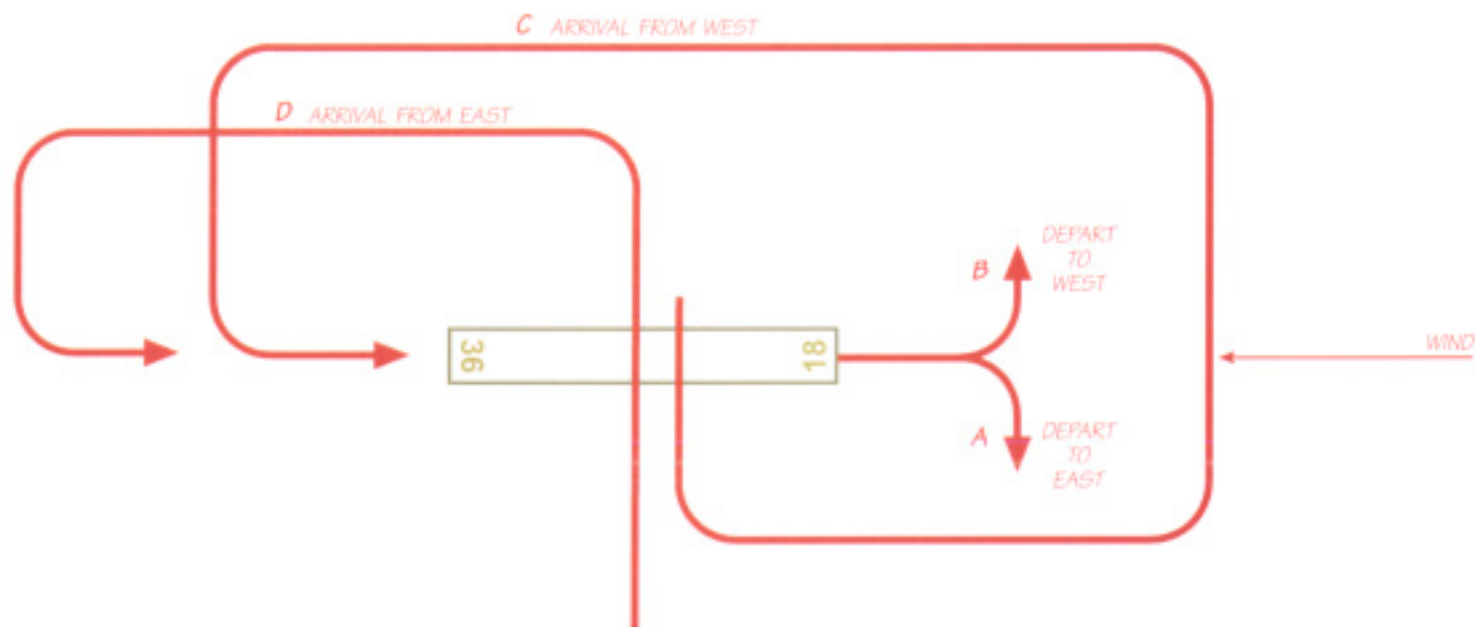 C ARRIVAL FROM WEST
D ARRIVAL FROM EAST
B
DEPART
TO
WEST
36
18
WIND
A
DEPART
TO
EAST